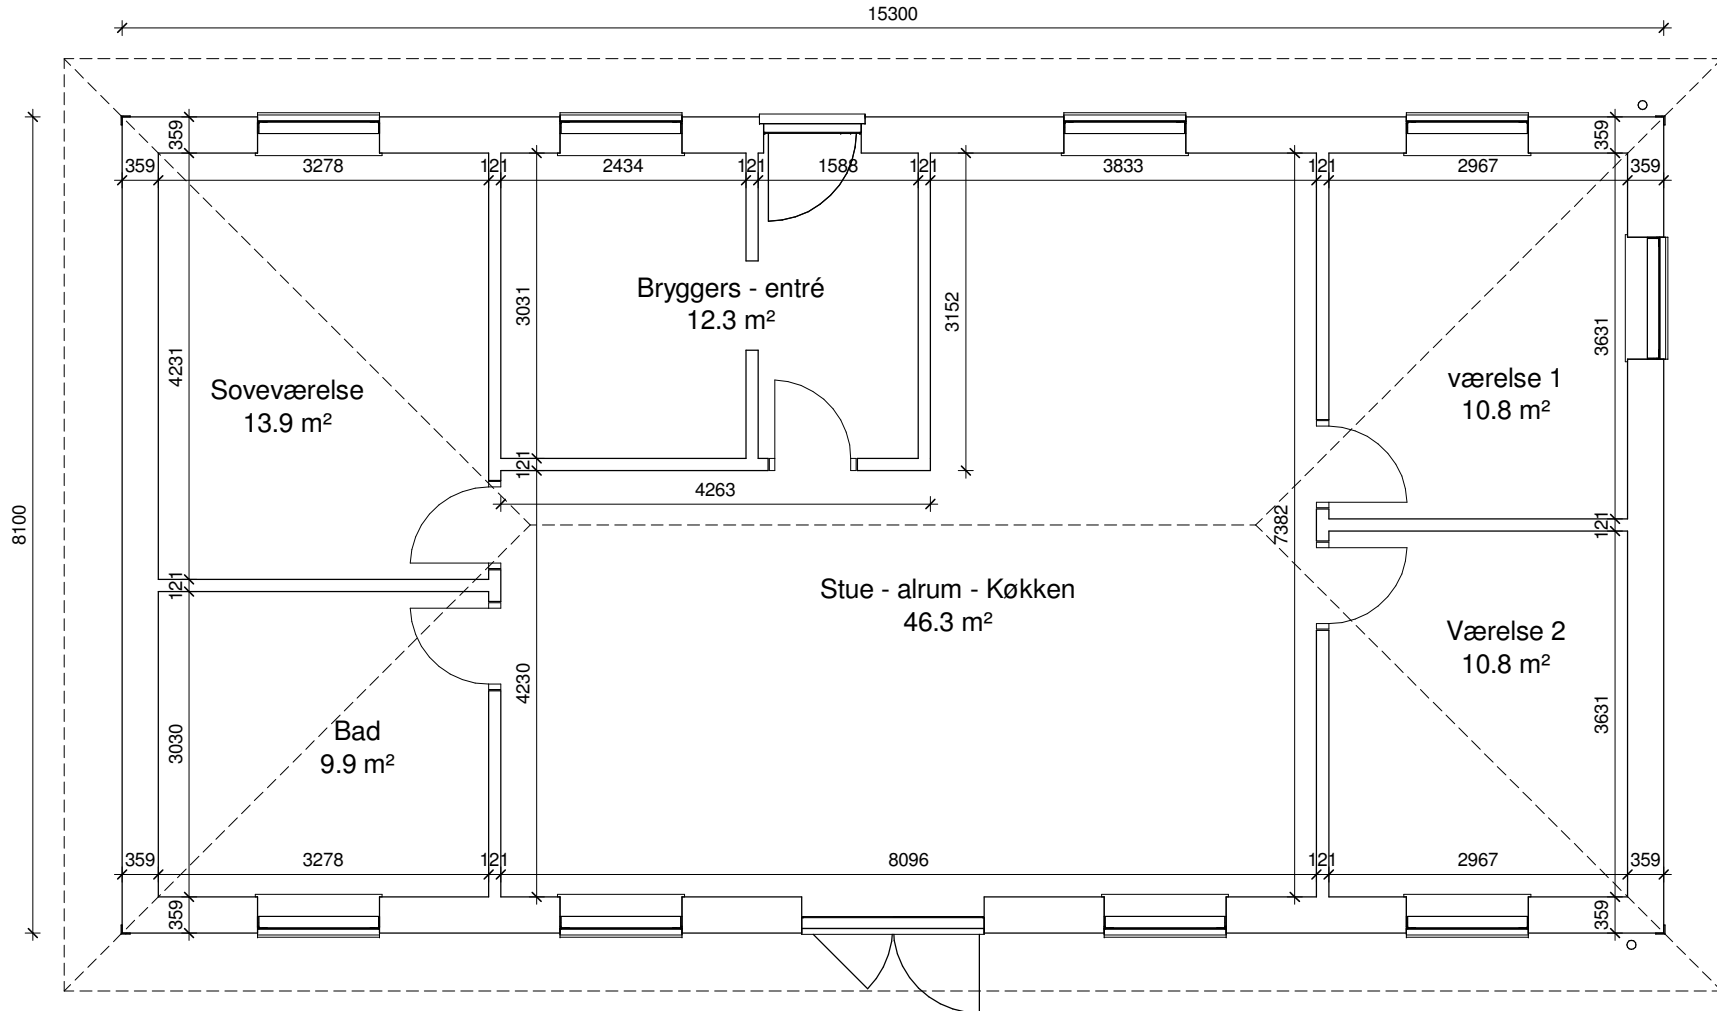 15300
359
359
359 3278 121 2434 121 1588 121 3833 121 2967 359
Bryggers - entré
12.3 m²
3031
3152
3631
4231
Soveværelse
13.9 m²
værelse 1
10.8 m²
121
4263
8100
7382
121
121
Stue - alrum - Køkken
46.3 m²
Værelse 2
10.8 m²
4230
3631
3030
Bad
9.9 m²
359 3278 121 8096 121 2967 359
359
359